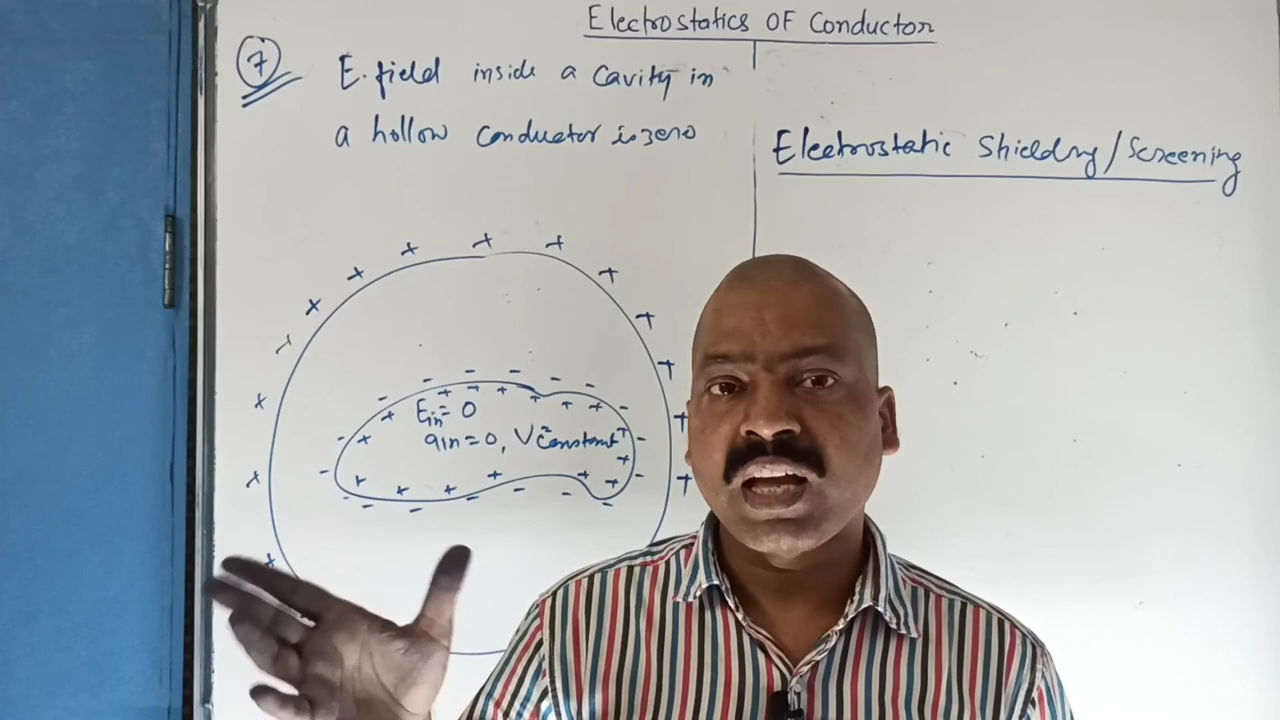 Electrostatics OF Conductor
7
E. field inside a cavity in
a hollow conductor is zero
Electrostatic Shieldng/Screening
Ein = 0
qin = 0, V = Constant